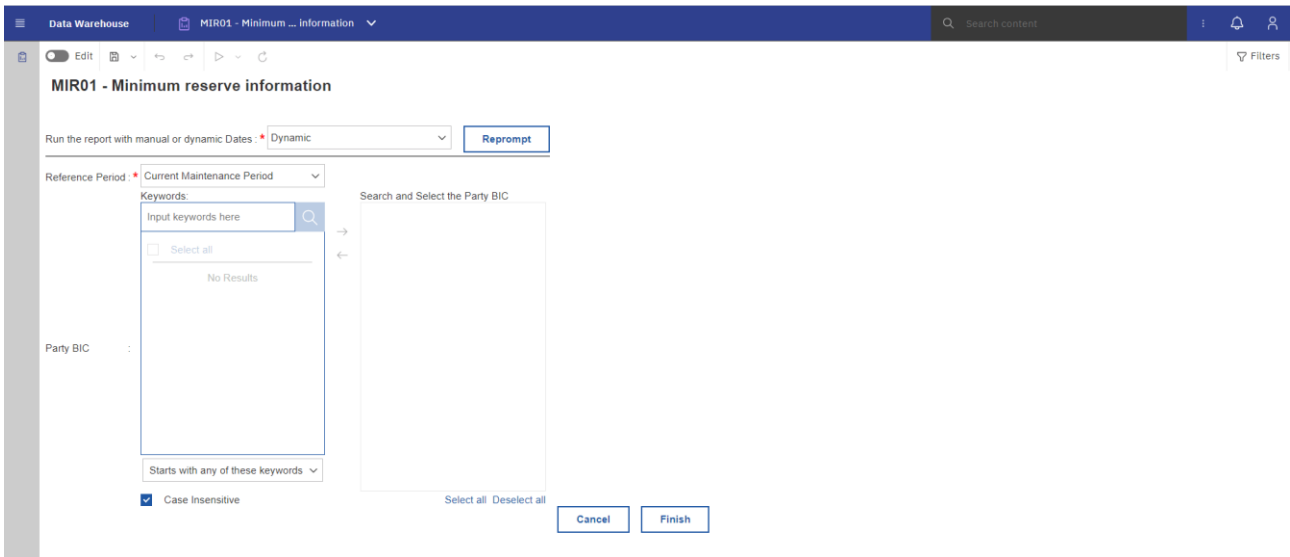 Data Warehouse
MIR01 - Minimum ... information
Search content
Edit
Filters
MIR01 - Minimum reserve information
Run the report with manual or dynamic Dates : * Dynamic
Reprompt
Reference Period : * Current Maintenance Period
Keywords:
Search and Select the Party BIC
Input keywords here
Select all
No Results
Party BIC :
Starts with any of these keywords
Case Insensitive
Select all Deselect all
Cancel
Finish